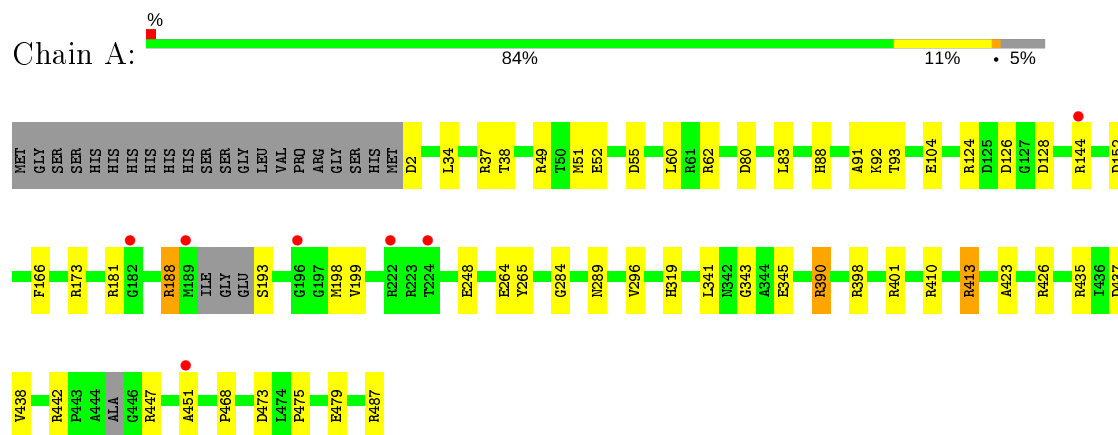 %
Chain A:
84% 11% • 5%
MET GLY SER SER HIS HIS HIS HIS HIS HIS SER SER GLY LEU VAL PRO ARG GLY SER HIS MET D2 L34 R37 T38 R49 T50 M51 E52 D55 L60 R61 R62 D80 L83 H88 A91 K92 T93 E104 R124 D125 D126 G127 D128 R144 D152
F166 R173 R181 G182 R188 M189 ILE GLY GLU S193 G196 G197 M198 V199 R222 R223 T224 E248 E264 Y265 G284 N289 V296 H319 L341 N342 G343 A344 E345 R390 R398 R401 R410 R413 A423 R426 R435 I436 D437
V438 R442 P443 A444 ALA G446 R447 A451 P468 D473 L474 P475 E479 R487